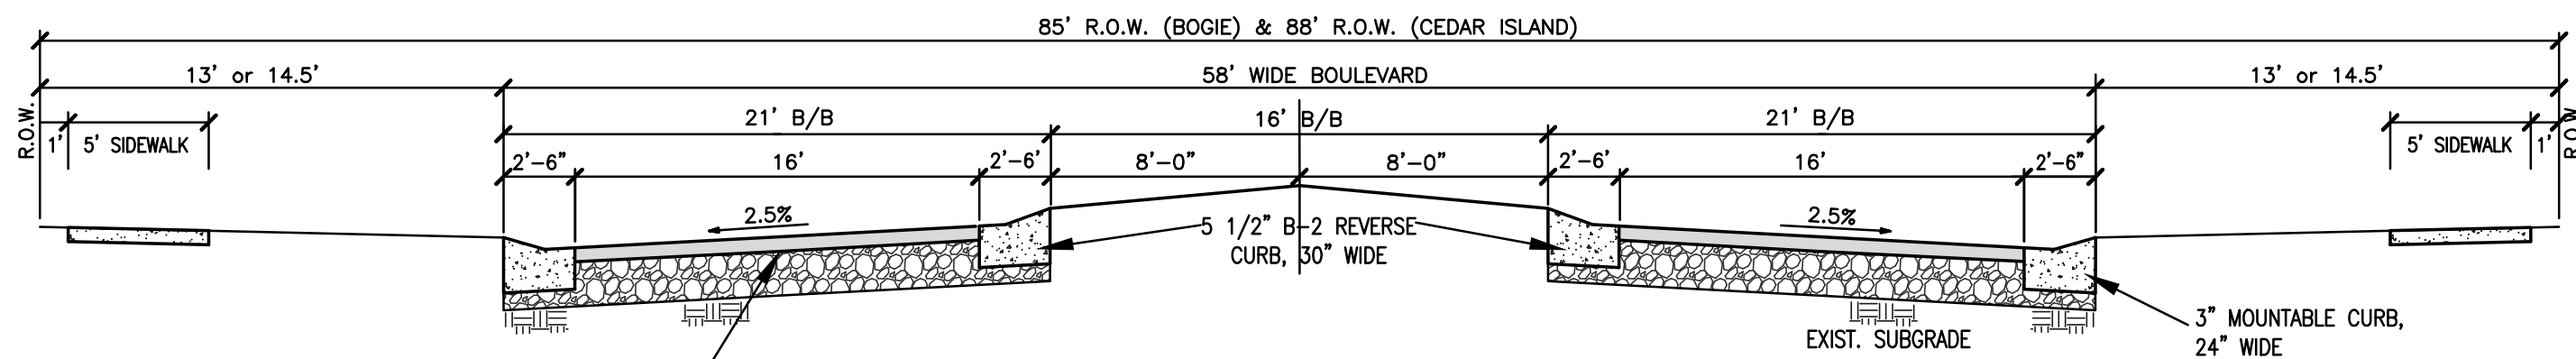 85' R.O.W. (BOGIE) & 88' R.O.W. (CEDAR ISLAND)
13' or 14.5'
58' WIDE BOULEVARD
13' or 14.5'
R.O.W.
1'
5' SIDEWALK
21' B/B
16' B/B
21' B/B
5' SIDEWALK
1'
R.O.W.
2'-6"
16'
2'-6'
8'-0"
8'-0"
2'-6'
16'
2'-6"
2.5%
2.5%
5 1/2" B-2 REVERSE
CURB, 30" WIDE
EXIST. SUBGRADE
3" MOUNTABLE CURB,
24" WIDE